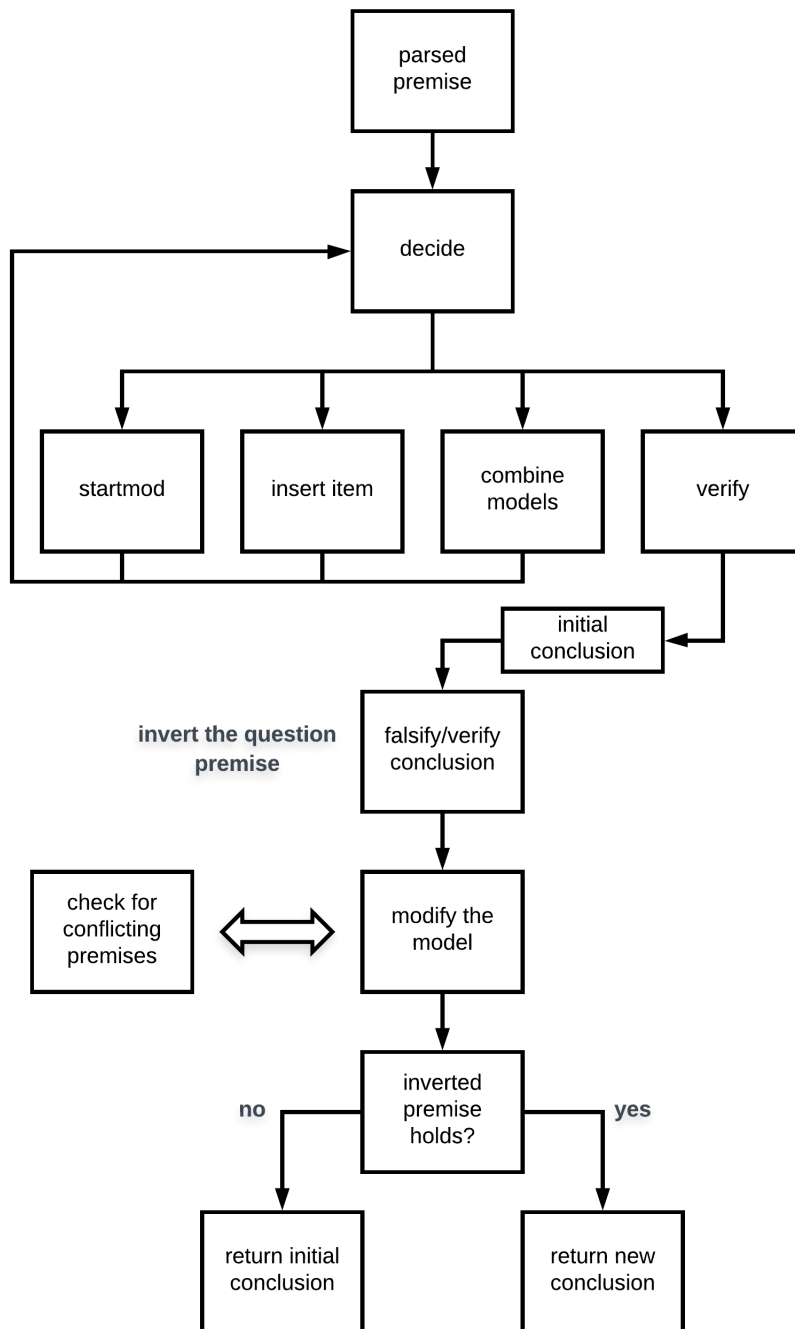 parsed
premise
decide
startmod
insert item
combine
models
verify
initial
conclusion
invert the question
premise
falsify/verify
conclusion
check for
conflicting
premises
modify the
model
no
inverted
premise
holds?
yes
return initial
conclusion
return new
conclusion